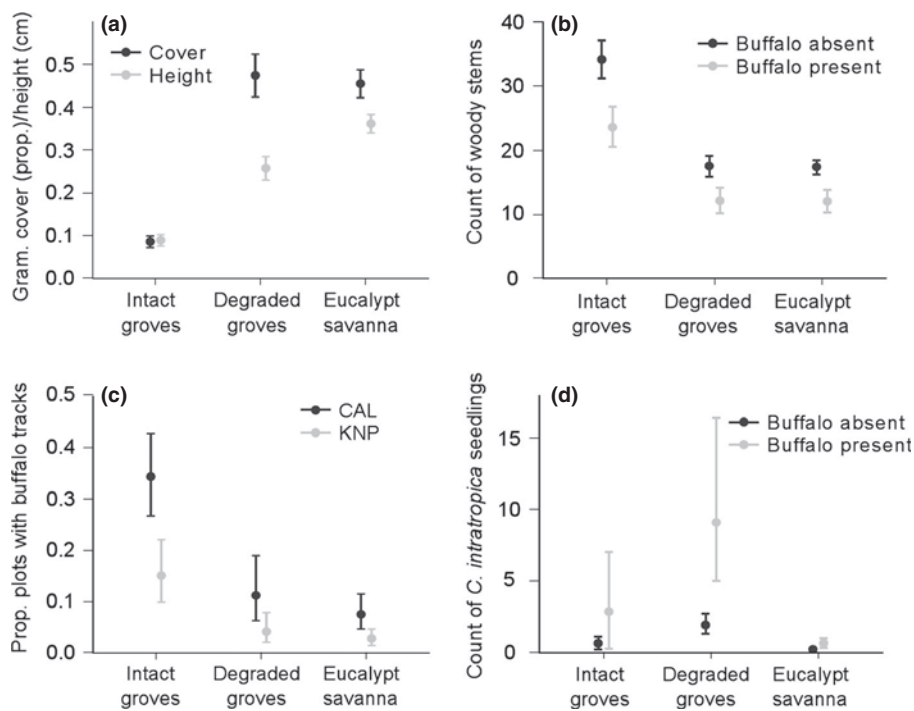 (a)
Cover
Height
Gram. cover (prop.)/height (cm)
0.5
0.4
0.3
0.2
0.1
0.0
Intact groves
Degraded groves
Eucalypt savanna
(b)
Buffalo absent
Buffalo present
Count of woody stems
40
30
20
10
0
Intact groves
Degraded groves
Eucalypt savanna
(c)
CAL
KNP
Prop. plots with buffalo tracks
0.5
0.4
0.3
0.2
0.1
0.0
Intact groves
Degraded groves
Eucalypt savanna
(d)
Buffalo absent
Buffalo present
Count of C. intratropica seedlings
15
10
5
0
Intact groves
Degraded groves
Eucalypt savanna